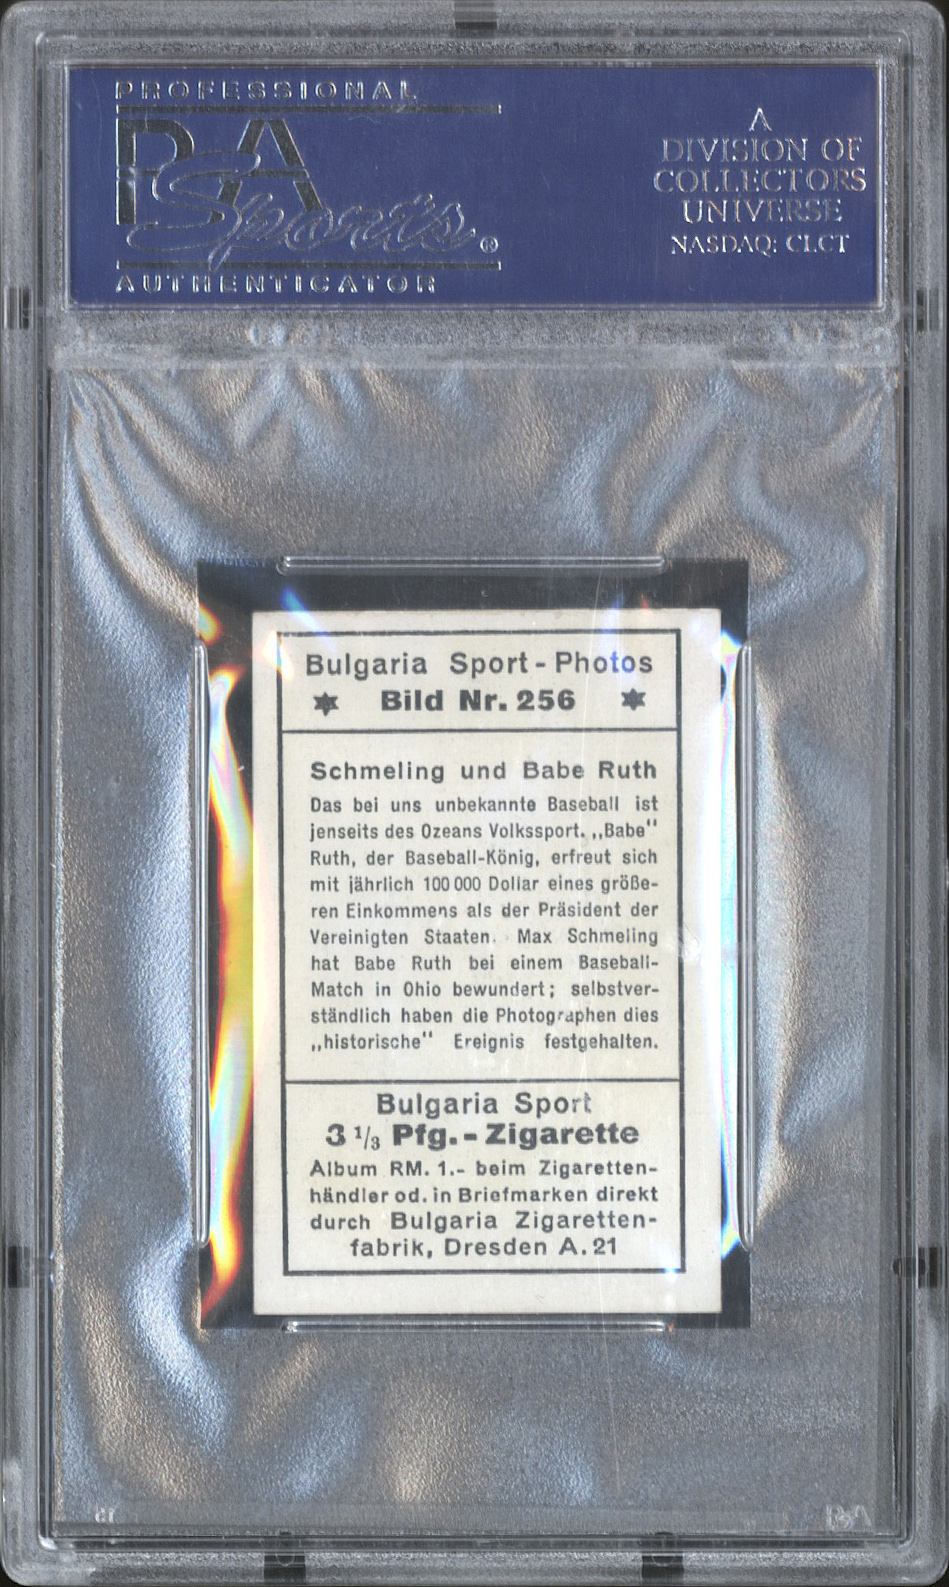 PROFESSIONAL
PSA
Sports®
AUTHENTICATOR
A
DIVISION OF
COLLECTORS
UNIVERSE
NASDAQ: CLCT
Bulgaria Sport-Photos
Bild Nr. 256
Schmeling und Babe Ruth
Das bei uns unbekannte Baseball ist
jenseits des Ozeans Volkssport. „Babe"
Ruth, der Baseball-König, erfreut sich
mit jährlich 100 000 Dollar eines größe-
ren Einkommens als der Präsident der
Vereinigten Staaten. Max Schmeling
hat Babe Ruth bei einem Baseball-
Match in Ohio bewundert; selbstver-
ständlich haben die Photographen dies
„historische" Ereignis festgehalten.
Bulgaria Sport
3 1/3 Pfg.-Zigarette
Album RM. 1.- beim Zigaretten-
händler od. in Briefmarken direkt
durch Bulgaria Zigaretten-
fabrik, Dresden A. 21
PSA